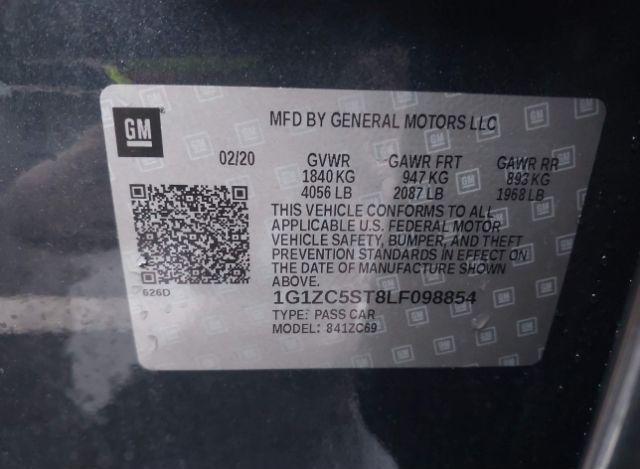 GM
MFD BY GENERAL MOTORS LLC
02/20 GVWR GAWR FRT GAWR RR
1840 KG 947 KG 893 KG
4056 LB 2087 LB 1968 LB
THIS VEHICLE CONFORMS TO ALL
APPLICABLE U.S. FEDERAL MOTOR
VEHICLE SAFETY, BUMPER, AND THEFT
PREVENTION STANDARDS IN EFFECT ON
THE DATE OF MANUFACTURE SHOWN
ABOVE.
626D
1G1ZC5ST8LF098854
TYPE: PASS CAR
MODEL: 841ZC69